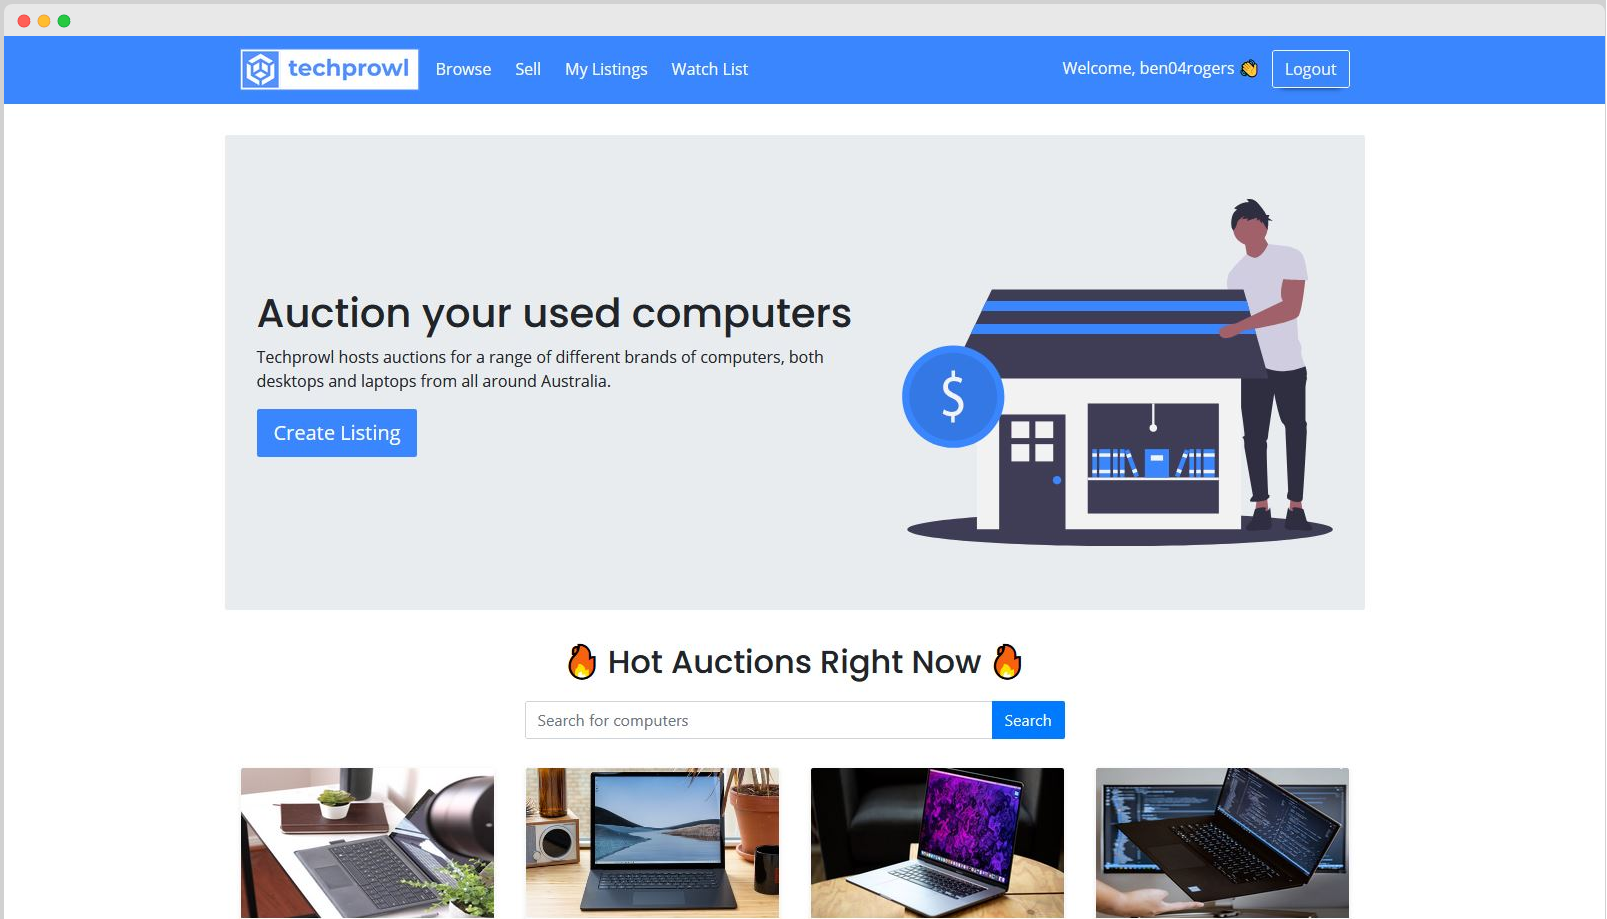 techprowl Browse Sell My Listings Watch List Welcome, ben04rogers 👋 Logout
Auction your used computers
Techprowl hosts auctions for a range of different brands of computers, both
desktops and laptops from all around Australia.
Create Listing
$
🔥 Hot Auctions Right Now 🔥
Search for computers Search